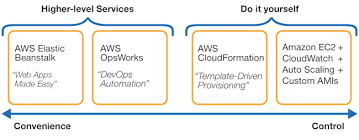 Higher-level Services
Do it yourself
AWS Elastic
Beanstalk
"Web Apps
Made Easy"
AWS
OpsWorks
"DevOps
Automation"
AWS
CloudFormation
"Template-Driven
Provisioning"
Amazon EC2 +
CloudWatch +
Auto Scaling +
Custom AMIs
Convenience
Control